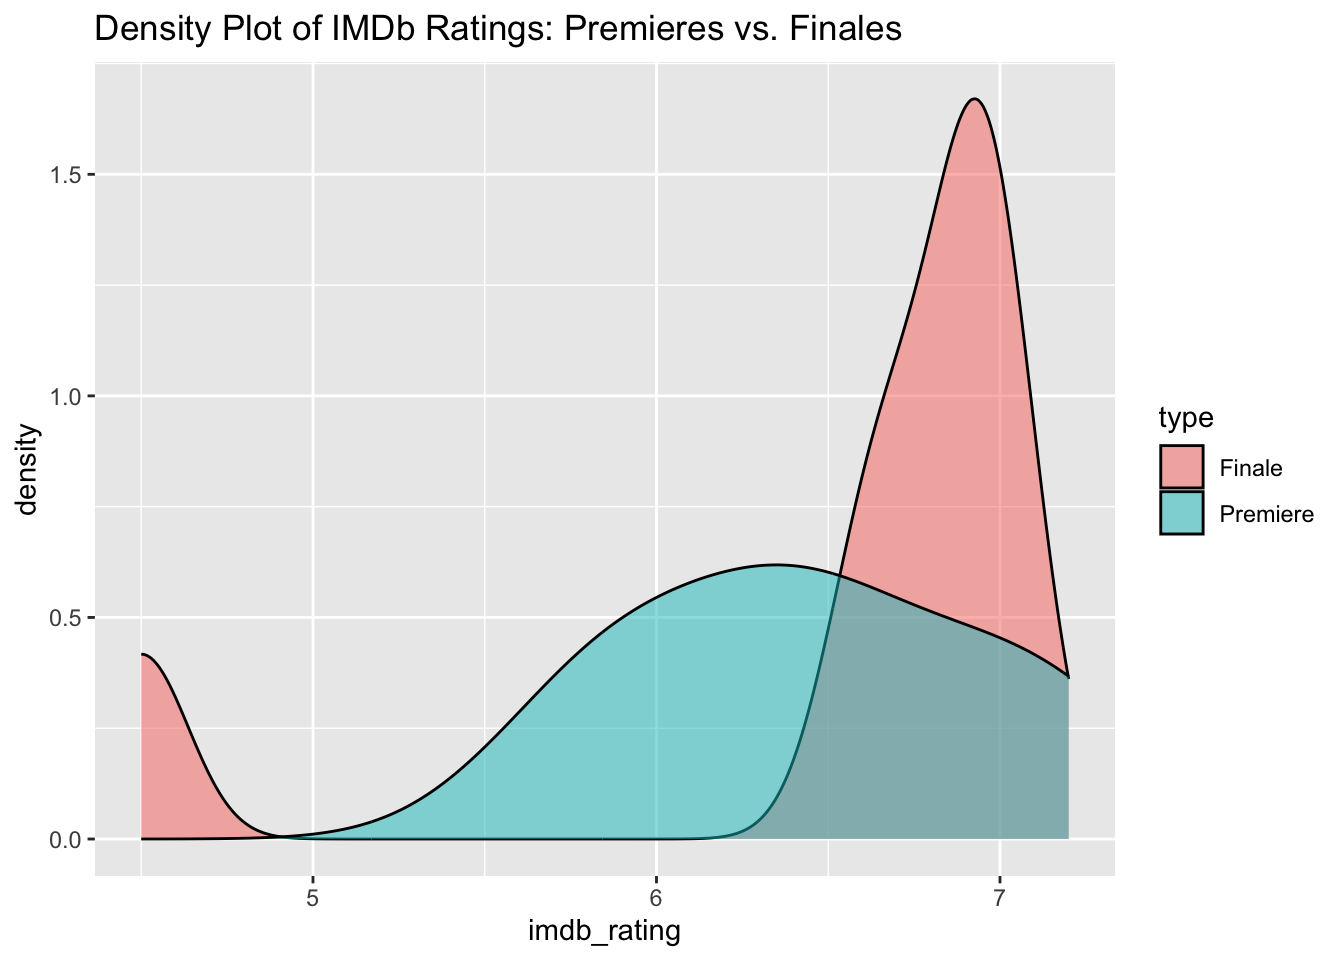 Density Plot of IMDb Ratings: Premieres vs. Finales
1.5
1.0
0.5
0.0
density
5 6 7
imdb_rating
type
Finale
Premiere